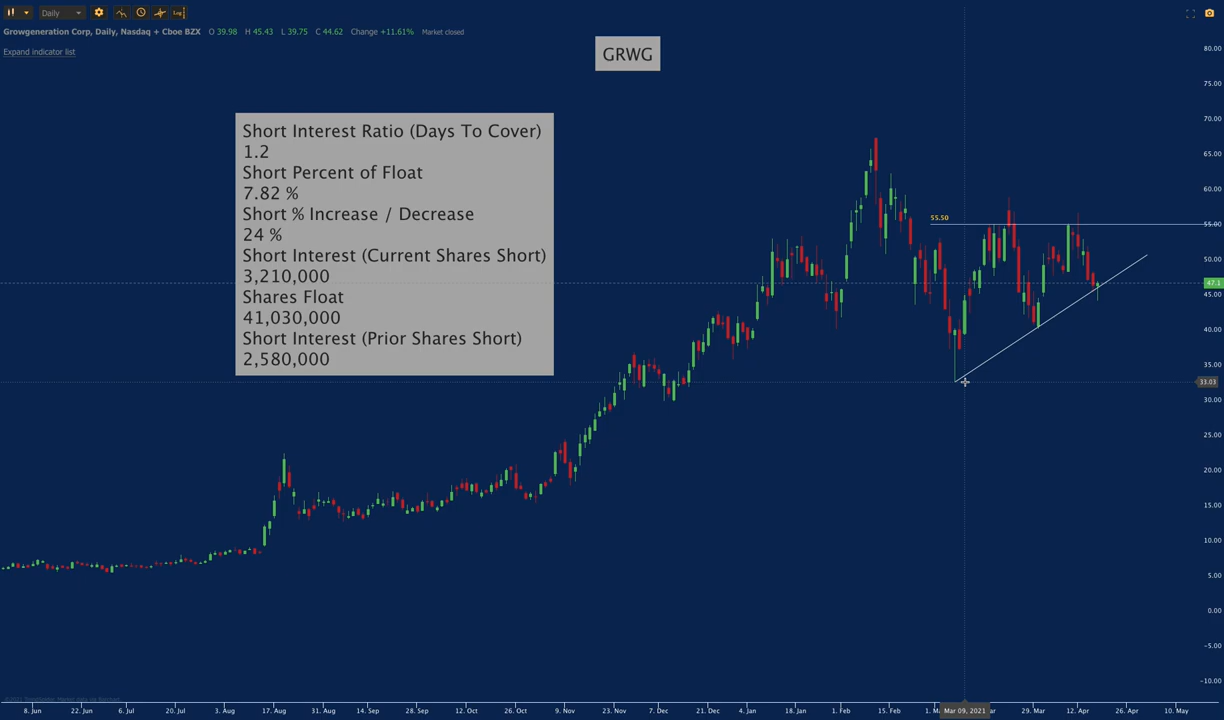 Daily
Log
Growgeneration Corp, Daily, Nasdaq + Cboe BZX O 39.98 H 45.43 L 39.75 C 44.62 Change +11.61% Market closed
Expand indicator list
GRWG
Short Interest Ratio (Days To Cover)
1.2
Short Percent of Float
7.82 %
Short % Increase / Decrease
24 %
Short Interest (Current Shares Short)
3,210,000
Shares Float
41,030,000
Short Interest (Prior Shares Short)
2,580,000
55.50
80.00
75.00
70.00
65.00
60.00
55.00
50.00
47.1
45.00
40.00
35.00
33.03
30.00
25.00
20.00
15.00
10.00
5.00
0.00
-5.00
-10.00
8. Jun 22. Jun 6. Jul 20. Jul 3. Aug 17. Aug 31. Aug 14. Sep 28. Sep 12. Oct 26. Oct 9. Nov 23. Nov 7. Dec 21. Dec 4. Jan 18. Jan 1. Feb 15. Feb Mar 09, 2021 29. Mar 12. Apr 26. Apr 10. May